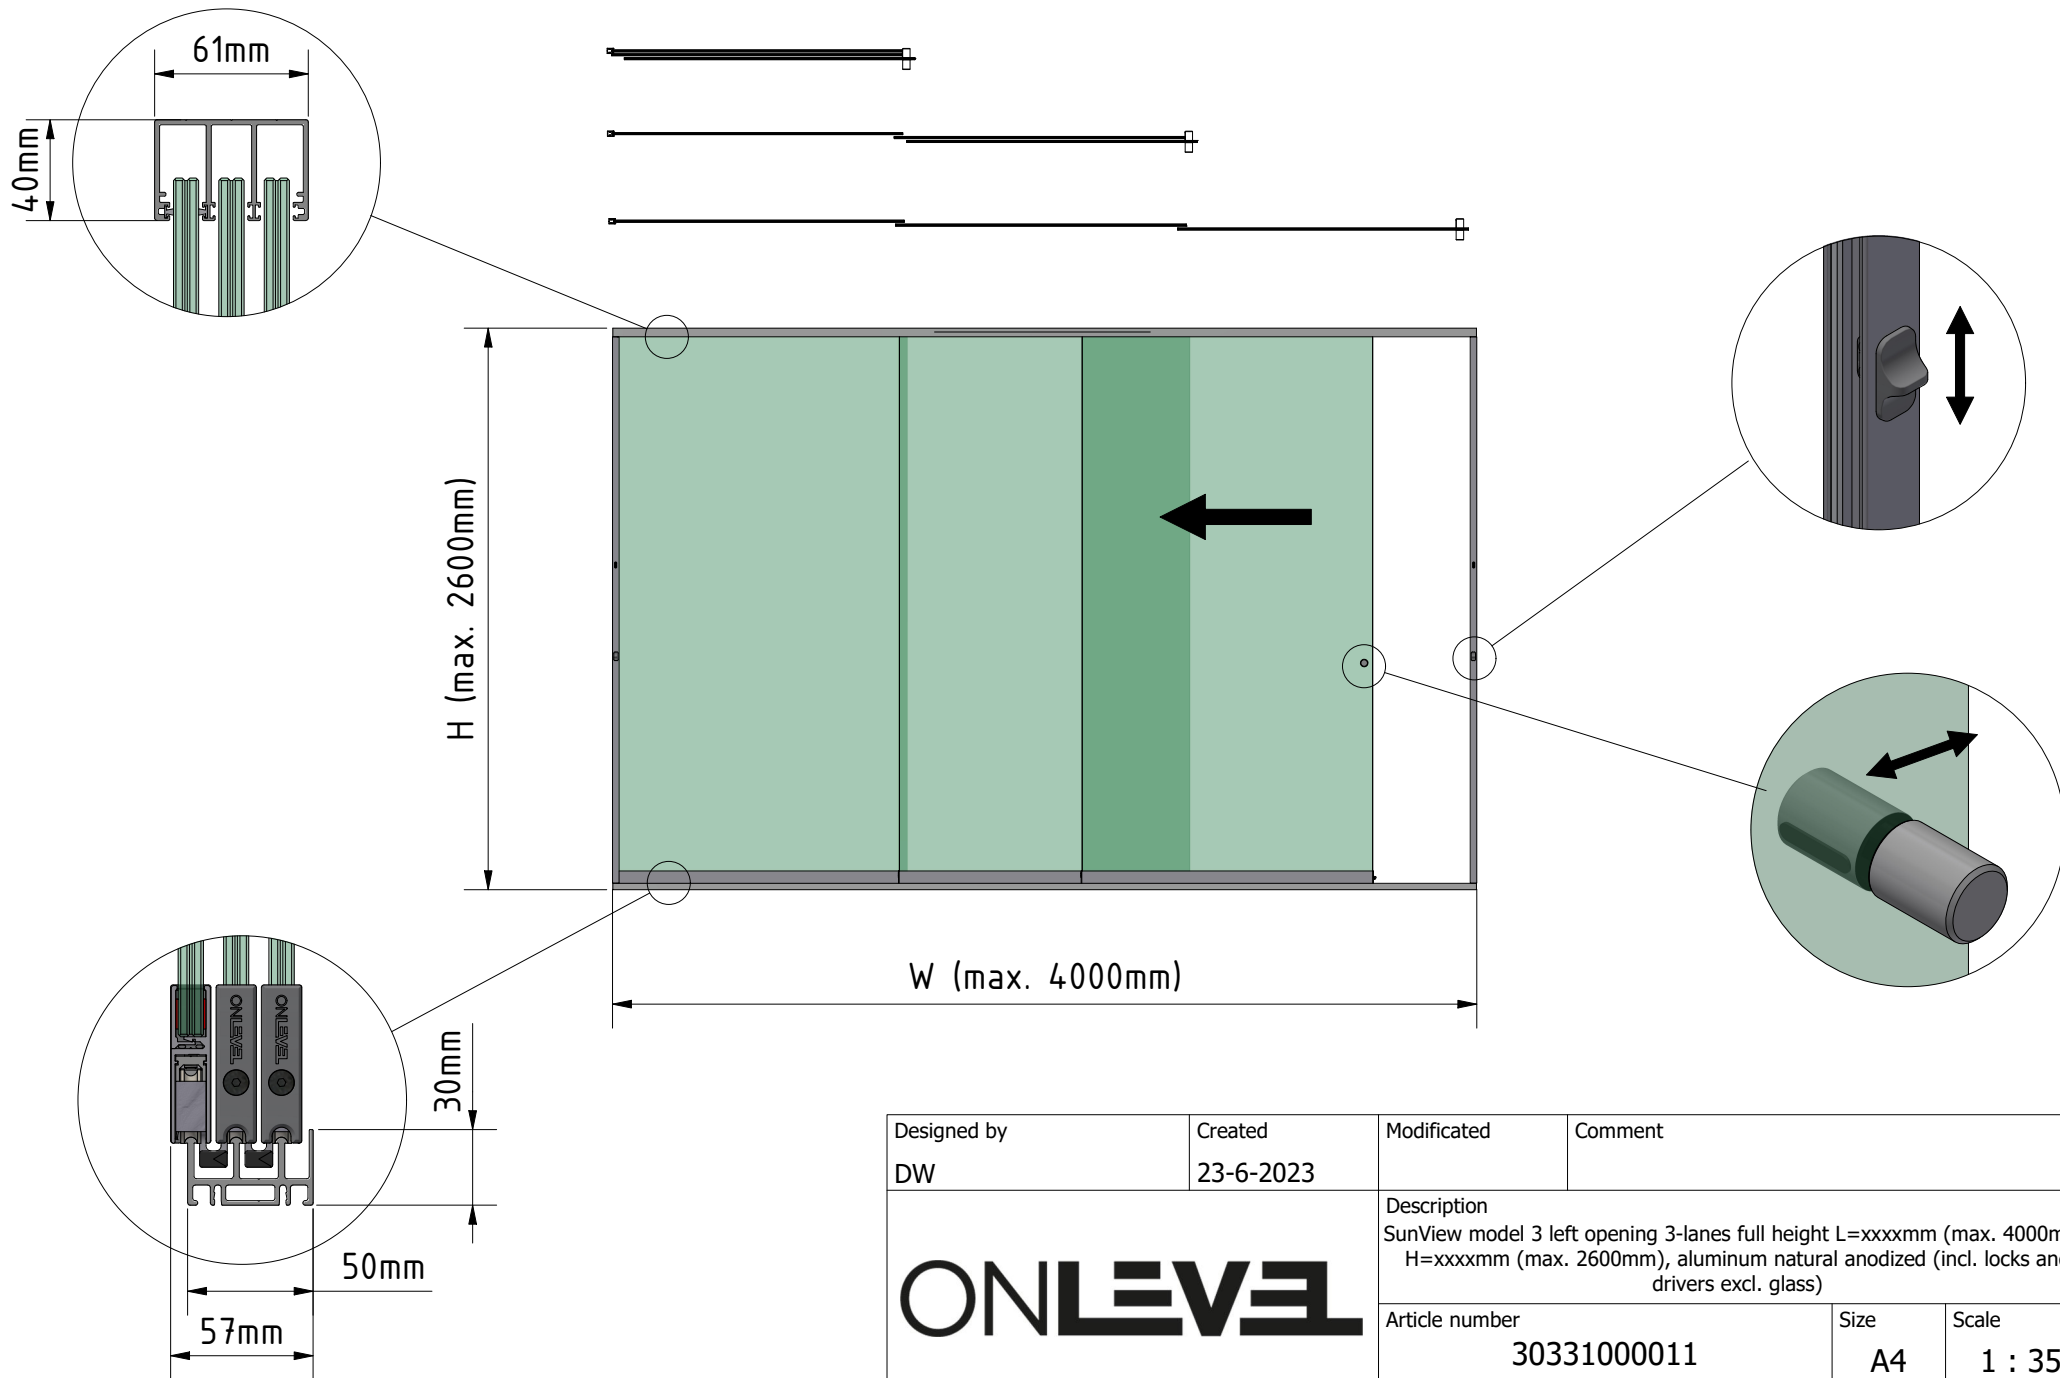 61mm
40mm
H (max. 2600mm)
W (max. 4000mm)
ONLEVEL
ONLEVEL
30mm
50mm
57mm
Designed by
DW
Created
23-6-2023
Modificated
Comment
ONLEVEL
Description
SunView model 3 left opening 3-lanes full height L=xxxxmm (max. 4000m
H=xxxxmm (max. 2600mm), aluminum natural anodized (incl. locks and
drivers excl. glass)
Article number
30331000011
Size
A4
Scale
1 : 35